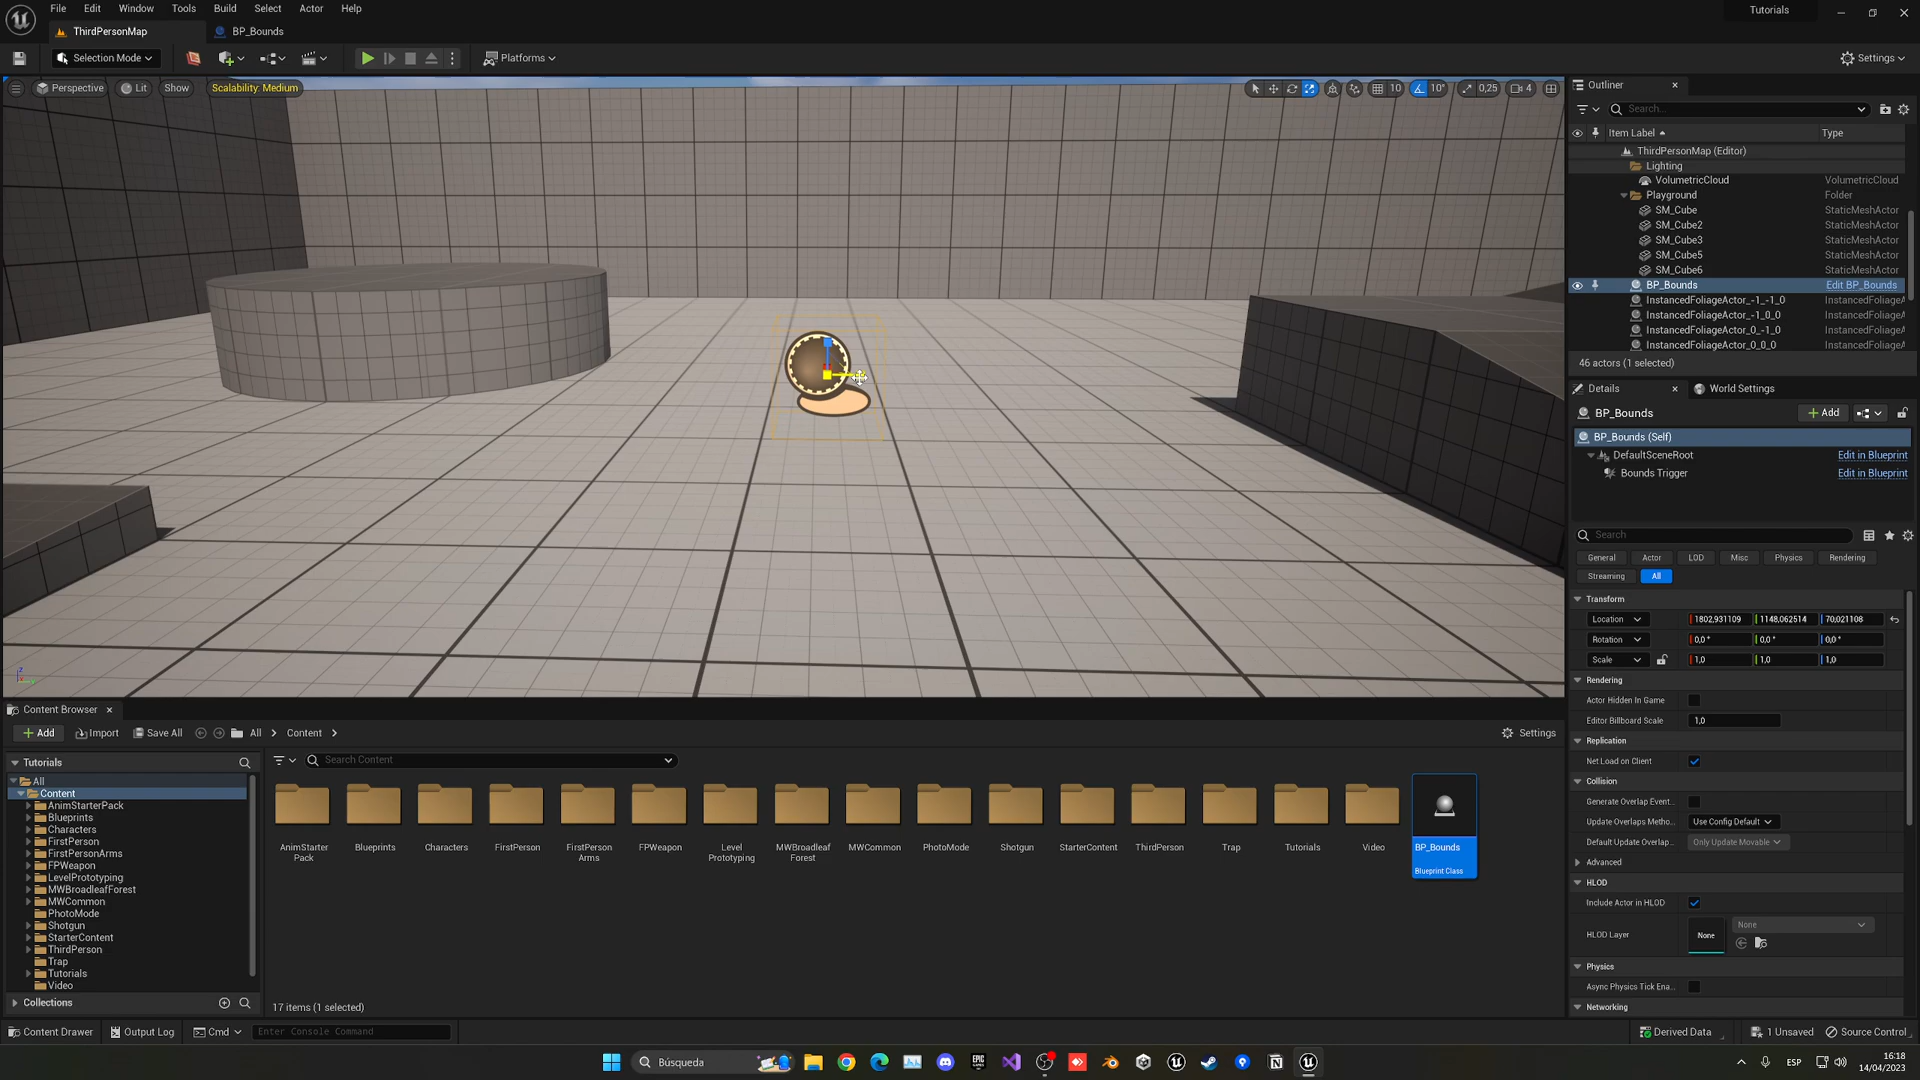 File Edit Window Tools Build Select Actor Help Tutorials
ThirdPersonMap BP_Bounds
Selection Mode Platforms Settings
Perspective Lit Show Scalability: Medium 10 10° 0,25 4
Outliner
Search...
Item Label Type
ThirdPersonMap (Editor)
Lighting
VolumetricCloud VolumetricCloud
Playground Folder
SM_Cube StaticMeshActor
SM_Cube2 StaticMeshActor
SM_Cube3 StaticMeshActor
SM_Cube5 StaticMeshActor
SM_Cube6 StaticMeshActor
BP_Bounds Edit BP_Bounds
InstancedFoliageActor_-1_-1_0 InstancedFoliageA
InstancedFoliageActor_-1_0_0 InstancedFoliageA
InstancedFoliageActor_0_-1_0 InstancedFoliageA
InstancedFoliageActor_0_0_0 InstancedFoliageA
46 actors (1 selected)
Details World Settings
BP_Bounds Add
BP_Bounds (Self)
DefaultSceneRoot Edit in Blueprint
Bounds Trigger Edit in Blueprint
Search
General Actor LOD Misc Physics Rendering
Streaming All
Transform
Location 1802,931109 1148,062514 70,021108
Rotation 0,0 ° 0,0 ° 0,0 °
Scale 1,0 1,0 1,0
Rendering
Actor Hidden In Game
Editor Billboard Scale 1,0
Replication
Net Load on Client
Collision
Generate Overlap Event...
Update Overlaps Metho... Use Config Default
Default Update Overlap... Only Update Movable
Advanced
HLOD
Include Actor in HLOD
HLOD Layer None None
Physics
Async Physics Tick Ena...
Networking
Content Browser
Add Import Save All All Content Settings
Tutorials
All
Content
AnimStarterPack
Blueprints
Characters
FirstPerson
FirstPersonArms
FPWeapon
LevelPrototyping
MWBroadleafForest
MWCommon
PhotoMode
Shotgun
StarterContent
ThirdPerson
Trap
Tutorials
Video
Collections
Search Content
AnimStarter Pack
Blueprints
Characters
FirstPerson
FirstPerson Arms
FPWeapon
Level Prototyping
MWBroadleaf Forest
MWCommon
PhotoMode
Shotgun
StarterContent
ThirdPerson
Trap
Tutorials
Video
BP_Bounds
Blueprint Class
17 items (1 selected)
Content Drawer Output Log Cmd Enter Console Command Derived Data 1 Unsaved Source Control
Búsqueda ESP 16:18
14/04/2023